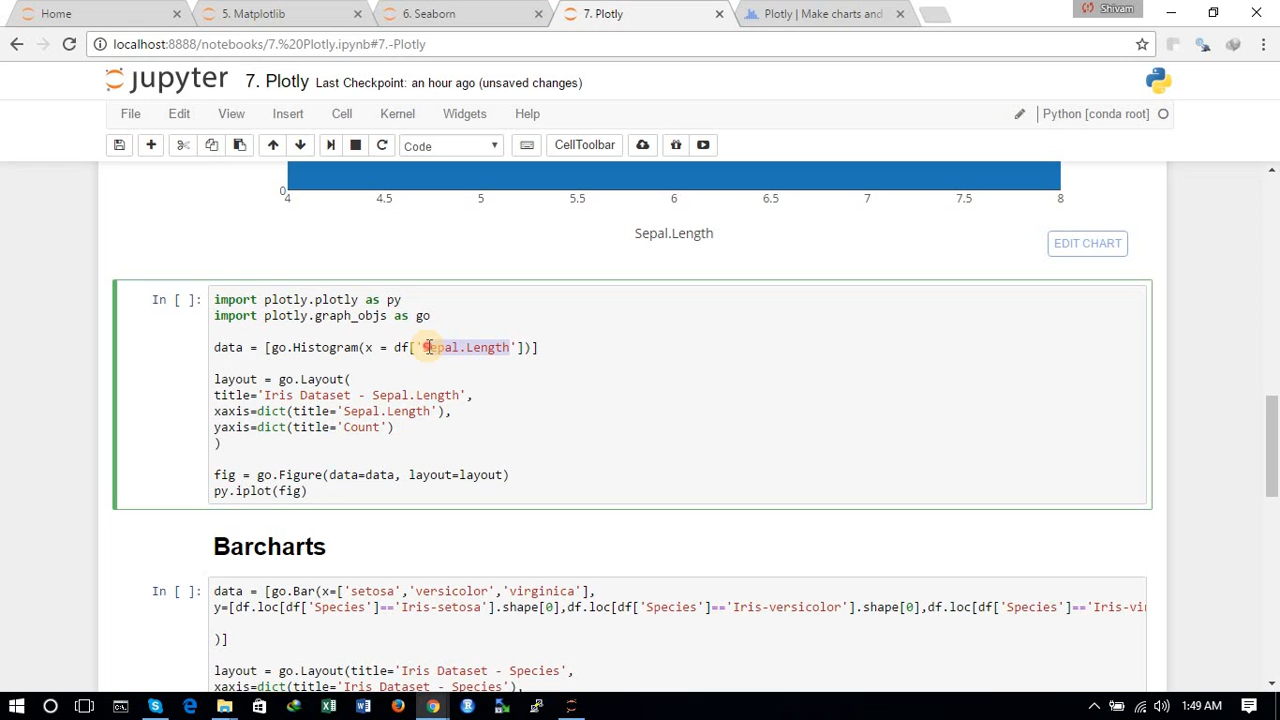 Home
5. Matplotlib
6. Seaborn
7. Plotly
Plotly | Make charts and
Shivam
localhost:8888/notebooks/7.%20Plotly.ipynb#7.-Plotly
jupyter 7. Plotly Last Checkpoint: an hour ago (unsaved changes)
File Edit View Insert Cell Kernel Widgets Help
Python [conda root]
Code
CellToolbar
0
4 4.5 5 5.5 6 6.5 7 7.5 8
Sepal.Length
EDIT CHART
In [ ]:
import plotly.plotly as py
import plotly.graph_objs as go
data = [go.Histogram(x = df['Sepal.Length'])]
layout = go.Layout(
title='Iris Dataset - Sepal.Length',
xaxis=dict(title='Sepal.Length'),
yaxis=dict(title='Count')
)
fig = go.Figure(data=data, layout=layout)
py.iplot(fig)
Barcharts
In [ ]:
data = [go.Bar(x=['setosa','versicolor','virginica'],
y=[df.loc[df['Species']=='Iris-setosa'].shape[0],df.loc[df['Species']=='Iris-versicolor'].shape[0],df.loc[df['Species']=='Iris-vi
)]
layout = go.Layout(title='Iris Dataset - Species',
xaxis=dict(title='Iris Dataset - Species'),
1:49 AM